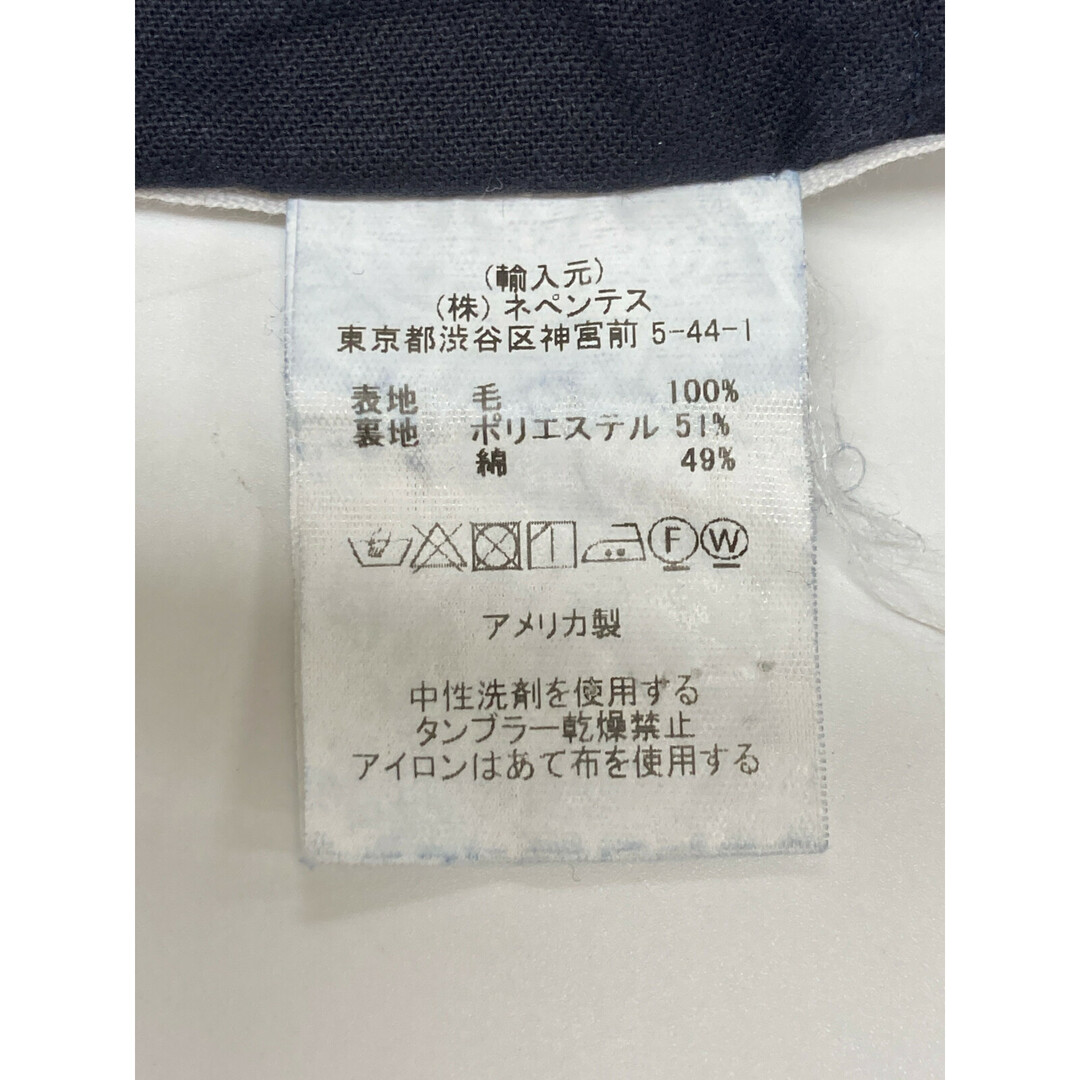 (輸入元)
(株)ネペンテス
東京都渋谷区神宮前 5-44-1
表地 毛 100%
裏地 ポリエステル 51%
綿 49%
F W
アメリカ製
中性洗剤を使用する
タンブラー乾燥禁止
アイロンはあて布を使用する